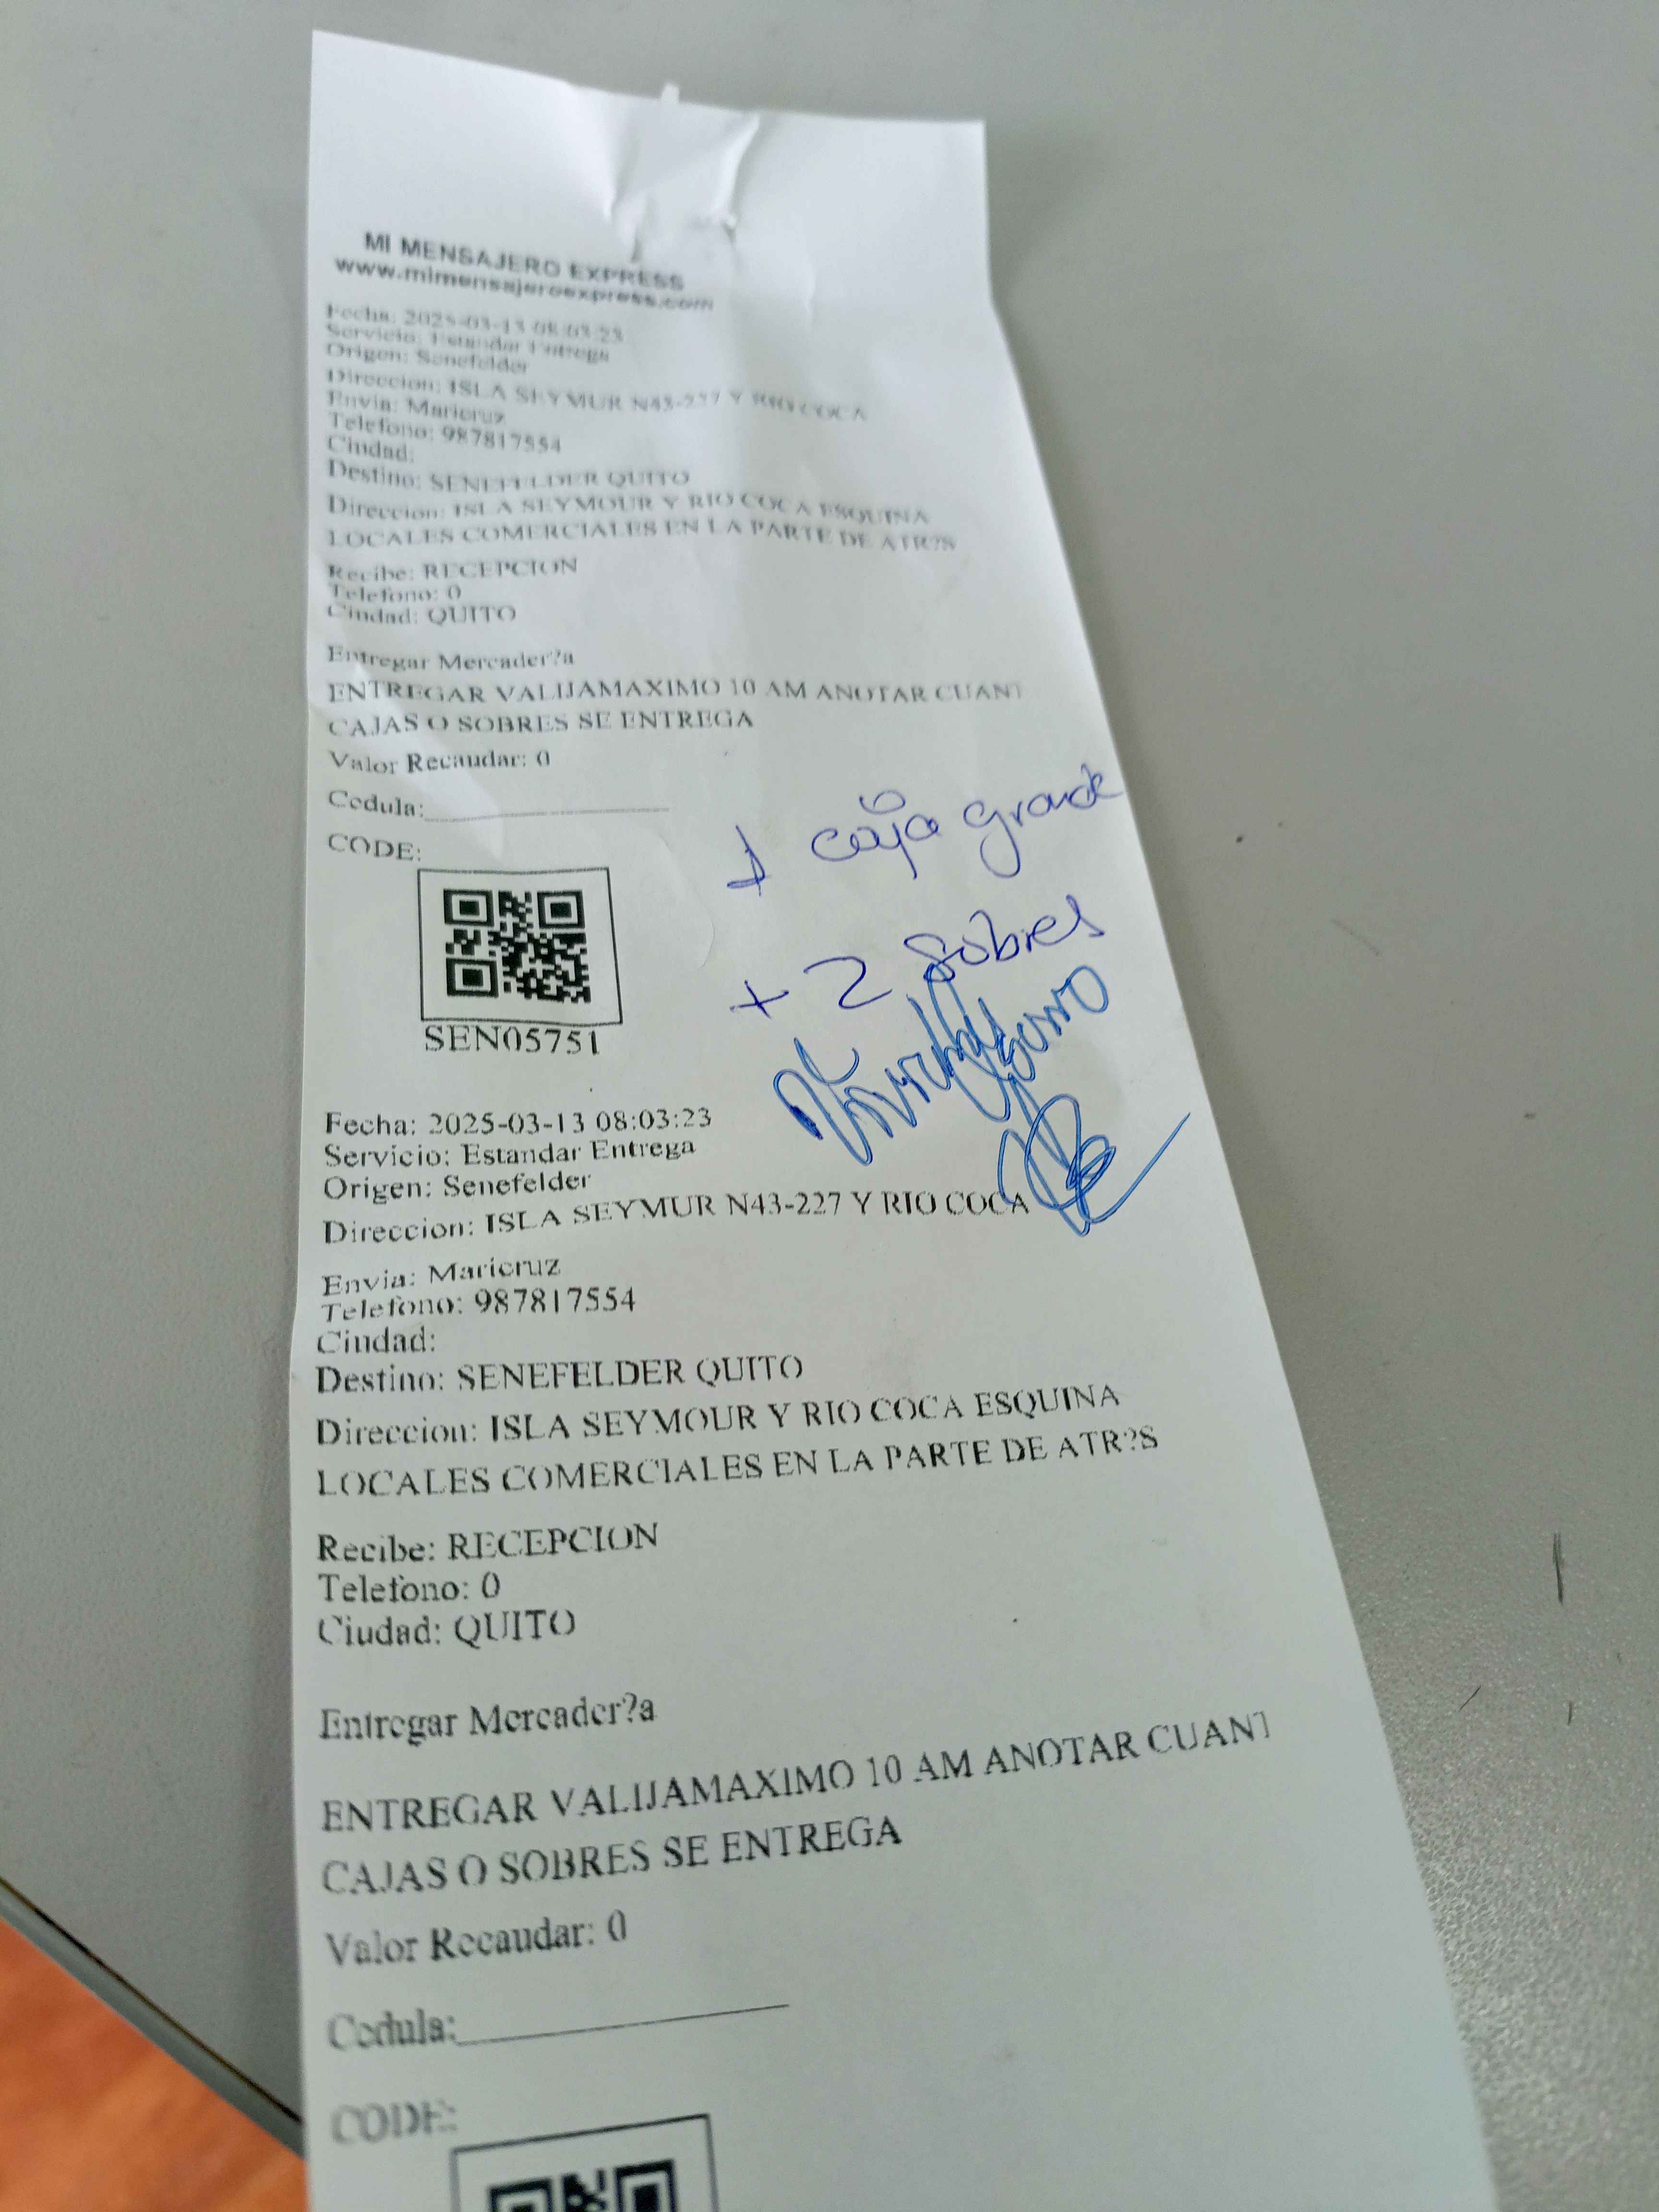 MI MENSAJERO EXPRESS
www.mimensajeroexpress.com
Fecha: 2025-03-13 08:03:23
Servicio: Estandar Entrega
Origen: Senefelder
Direccion: ISLA SEYMUR N43-227 Y RIO COCA
Envia: Maricruz
Telefono: 987817554
Ciudad:
Destino: SENEFELDER QUITO
Direccion: ISLA SEYMOUR Y RIO COCA ESQUINA
LOCALES COMERCIALES EN LA PARTE DE ATR?S
Recibe: RECEPCION
Telefono: 0
Ciudad: QUITO
Entregar Mercader?a
ENTREGAR VALIJAMAXIMO 10 AM ANOTAR CUANT
CAJAS O SOBRES SE ENTREGA
Valor Recaudar: 0
Cedula:
CODE:
1 caja grande
+ 2 sobres
SEN05751
Fecha: 2025-03-13 08:03:23
Servicio: Estandar Entrega
Origen: Senefelder
Direccion: ISLA SEYMUR N43-227 Y RIO COCA
Envia: Maricruz
Telefono: 987817554
Ciudad:
Destino: SENEFELDER QUITO
Direccion: ISLA SEYMOUR Y RIO COCA ESQUINA
LOCALES COMERCIALES EN LA PARTE DE ATR?S
Recibe: RECEPCION
Telefono: 0
Ciudad: QUITO
Entregar Mercader?a
ENTREGAR VALIJAMAXIMO 10 AM ANOTAR CUANT
CAJAS O SOBRES SE ENTREGA
Valor Recaudar: 0
Cedula:
CODE: